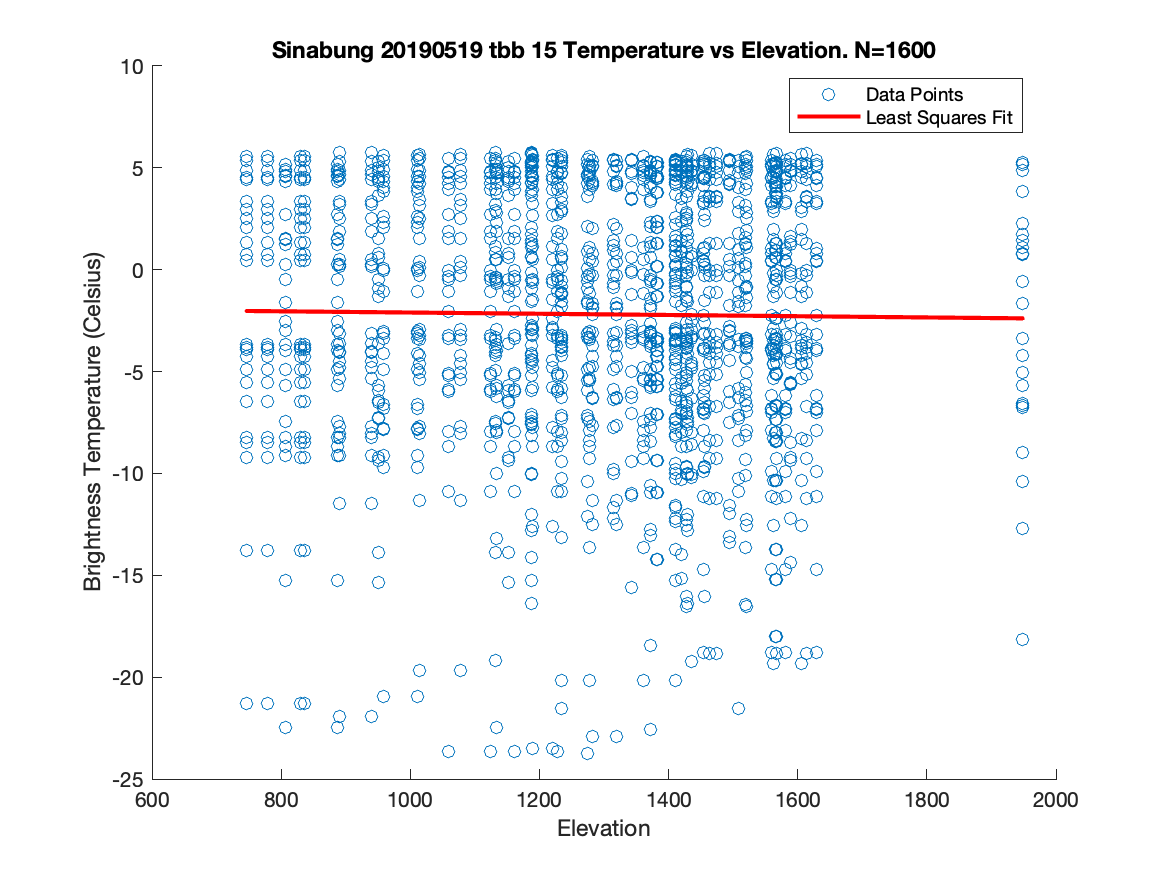 Sinabung 20190519 tbb 15 Temperature vs Elevation. N=1600
Data Points
Least Squares Fit
Brightness Temperature (Celsius)
10
5
0
-5
-10
-15
-20
-25
600 800 1000 1200 1400 1600 1800 2000
Elevation